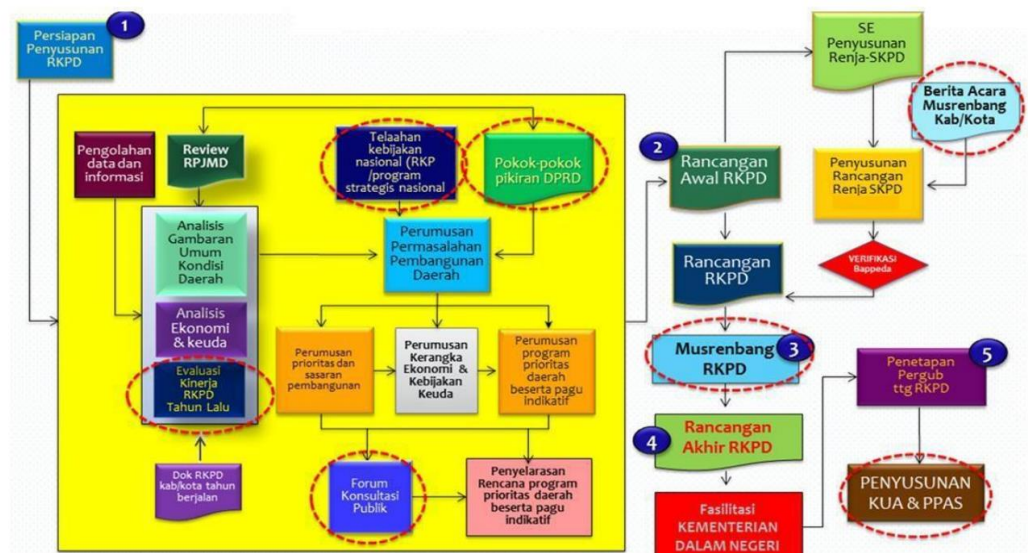 Persiapan
Penyusunan
RKPD
1
Pengolahan
data dan
informasi
Review
RPJMD
Telaahan
kebijakan
nasional (RKP
/program
strategis nasional
Pokok-pokok
pikiran DPRD
Analisis
Gambaran
Umum
Kondisi
Daerah
Analisis
Ekonomi
& keuda
Evaluasi
Kinerja
RKPD
Tahun Lalu
Dok RKPD
kab/kota tahun
berjalan
Perumusan
Permasalahan
Pembangunan
Daerah
Perumusan
prioritas dan
sasaran
pembangunan
Perumusan
Kerangka
Ekonomi &
Kebijakan
Keuda
Perumusan
program
prioritas
daerah
beserta pagu
indikatif
Forum
Konsultasi
Publik
Penyelarasan
Rencana program
prioritas daerah
beserta pagu
indikatif
2
Rancangan
Awal RKPD
SE
Penyusunan
Renja-SKPD
Berita Acara
Musrenbang
Kab/Kota
Penyusunan
Rancangan
Renja SKPD
VERIFIKASI
Bappeda
Rancangan
RKPD
Musrenbang
RKPD
3
4
Rancangan
Akhir RKPD
Fasilitasi
KEMENTERIAN
DALAM NEGERI
Penetapan
Pergub
ttg RKPD
5
PENYUSUNAN
KUA & PPAS